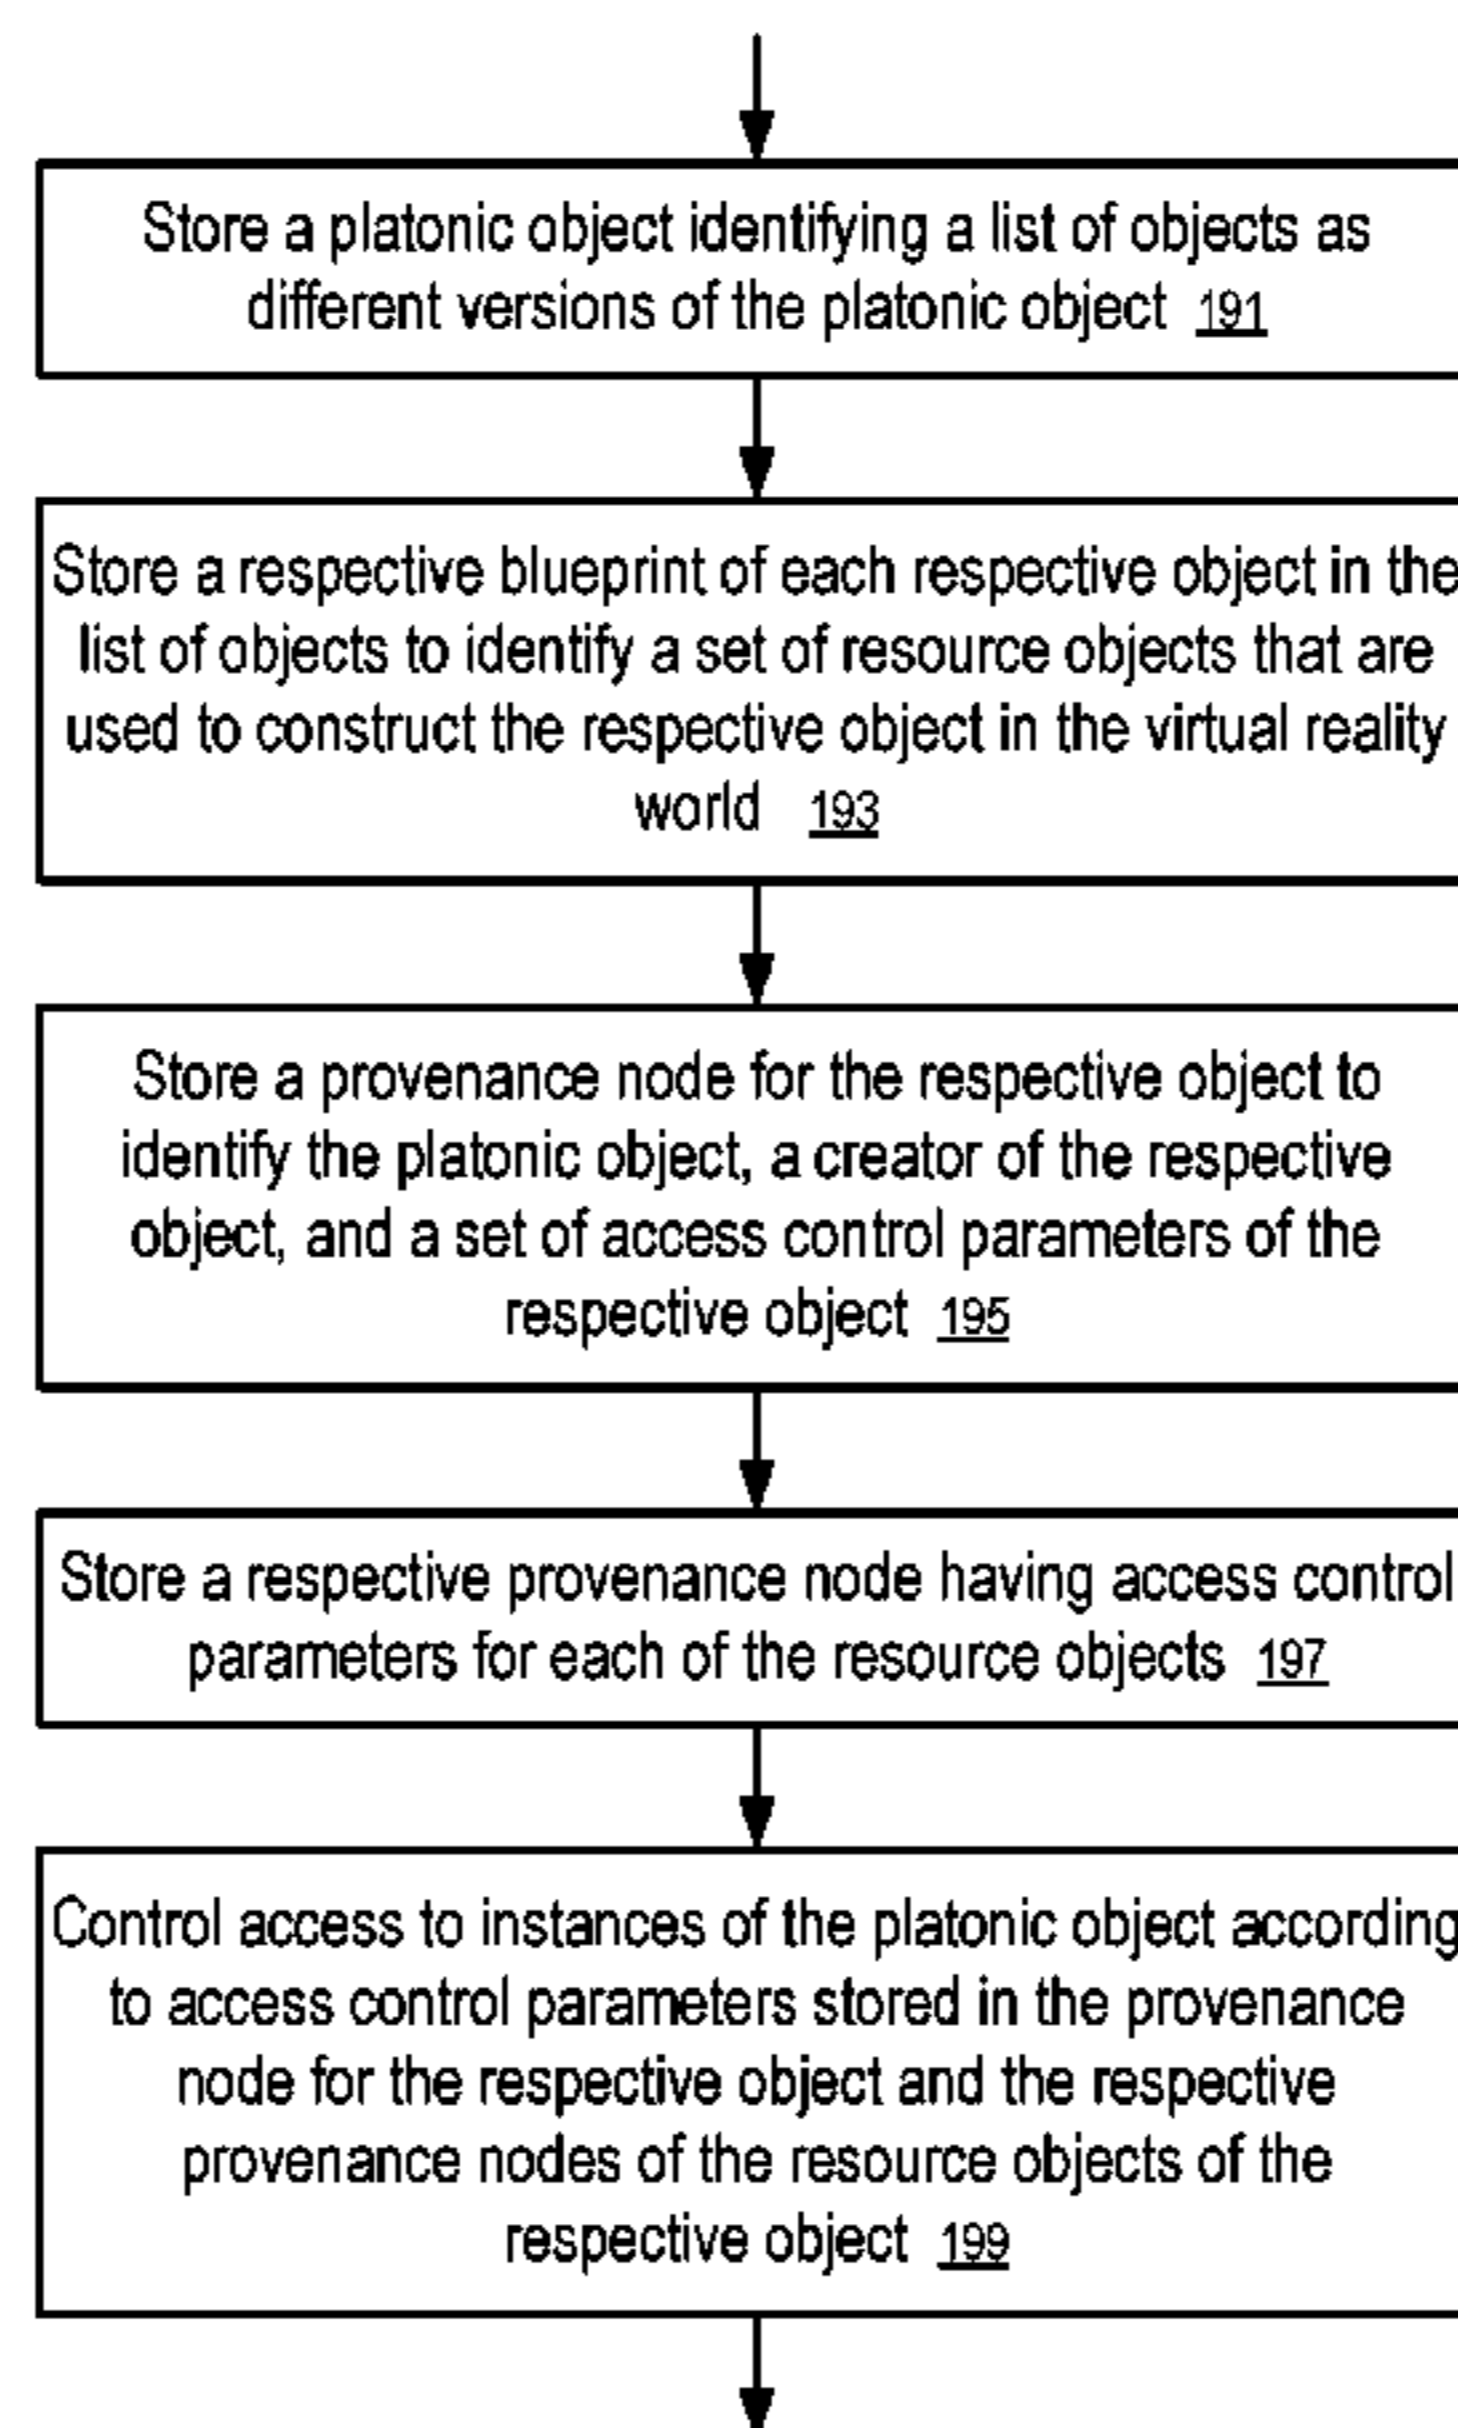 Store a platonic object identifying a list of objects as
different versions of the platonic object 191
Store a respective blueprint of each respective object in the
list of objects to identify a set of resource objects that are
used to construct the respective object in the virtual reality
world 193
Store a provenance node for the respective object to
identify the platonic object, a creator of the respective
object, and a set of access control parameters of the
respective object 195
Store a respective provenance node having access control
parameters for each of the resource objects 197
Control access to instances of the platonic object according
to access control parameters stored in the provenance
node for the respective object and the respective
provenance nodes of the resource objects of the
respective object 199